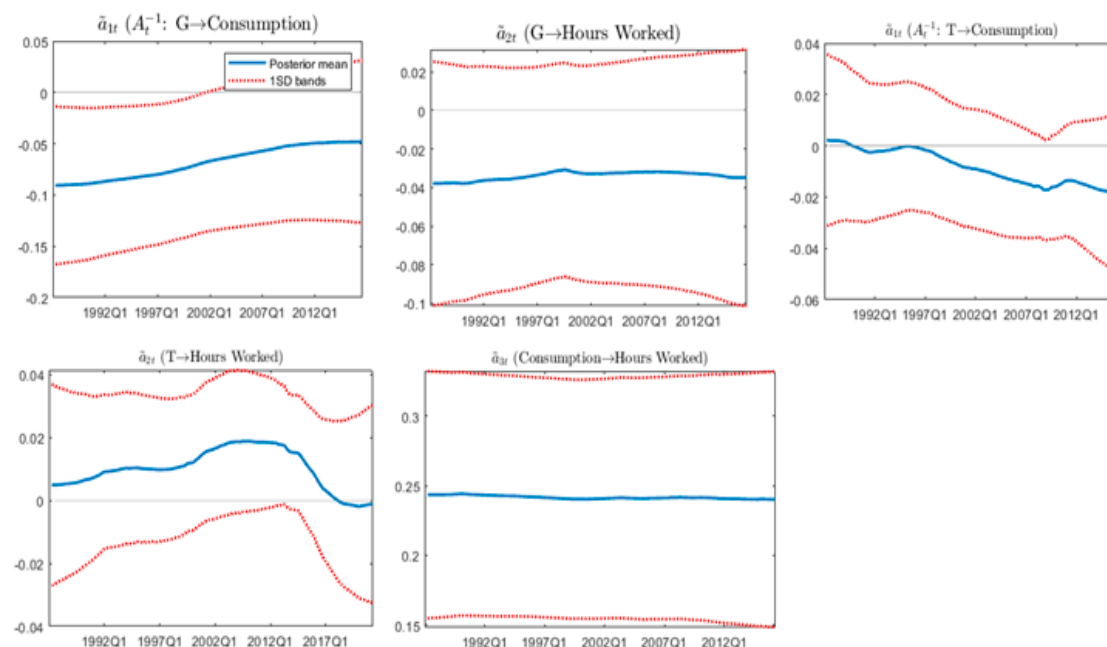 ã₁ₜ (Aₜ⁻¹: G→Consumption)
0.05
0
-0.05
-0.1
-0.15
-0.2
Posterior mean
1SD bands
1992Q1 1997Q1 2002Q1 2007Q1 2012Q1
ã₂ₜ (G→Hours Worked)
0.02
0
-0.02
-0.04
-0.06
-0.08
-0.1
1992Q1 1997Q1 2002Q1 2007Q1 2012Q1
ã₁ₜ (Aₜ⁻¹: T→Consumption)
0.04
0.02
0
-0.02
-0.04
-0.06
1992Q1 1997Q1 2002Q1 2007Q1 2012Q1
ã₂ₜ (T→Hours Worked)
0.04
0.02
0
-0.02
-0.04
1992Q1 1997Q1 2002Q1 2007Q1 2012Q1 2017Q1
ã₃ₜ (Consumption→Hours Worked)
0.3
0.25
0.2
0.15
1992Q1 1997Q1 2002Q1 2007Q1 2012Q1